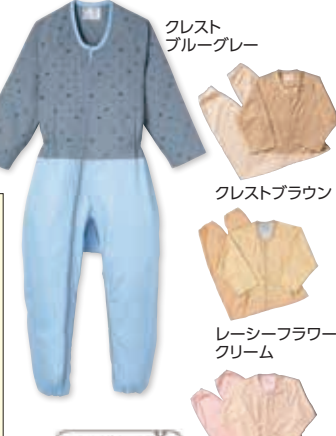 クレスト
ブルーグレー
クレストブラウン
レーシーフラワー
クリーム